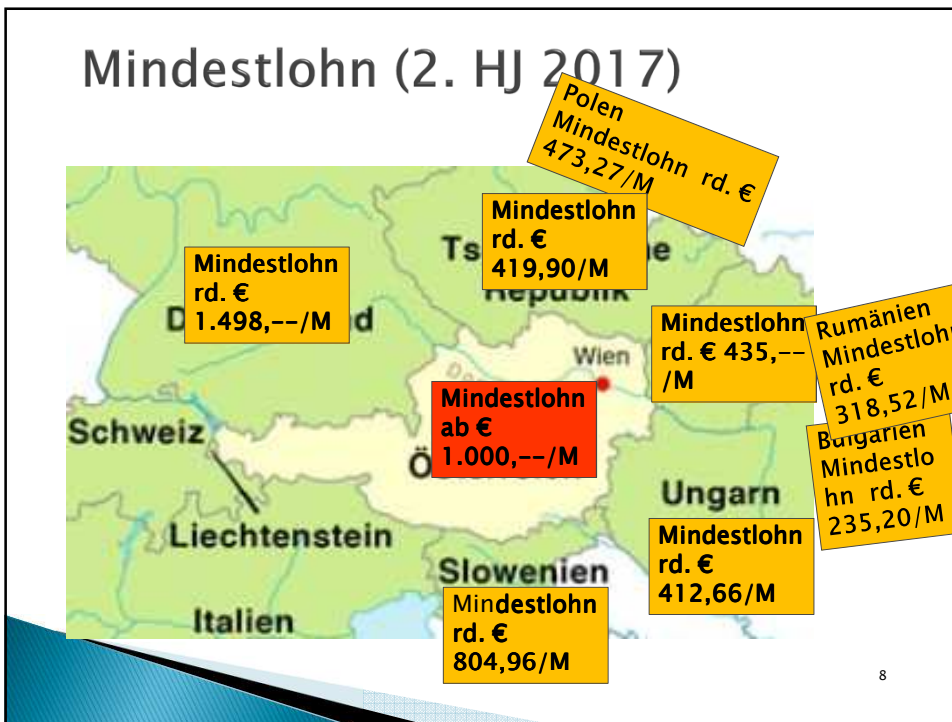 Mindestlohn (2. HJ 2017)
Polen
Mindestlohn rd. €
473,27/M
Mindestlohn
rd. €
419,90/M
Republik
Mindestlohn
rd. €
1.498,--/M
Mindestlohn
rd. € 435,--
/M
Rumänien
Mindestlohn
rd. €
318,52/M
Wien
Mindestlohn
ab €
1.000,--/M
Schweiz
Bulgarien
Mindestlo
hn rd. €
235,20/M
Ungarn
Liechtenstein
Mindestlohn
rd. €
412,66/M
Slowenien
Mindestlohn
rd. €
804,96/M
Italien
8